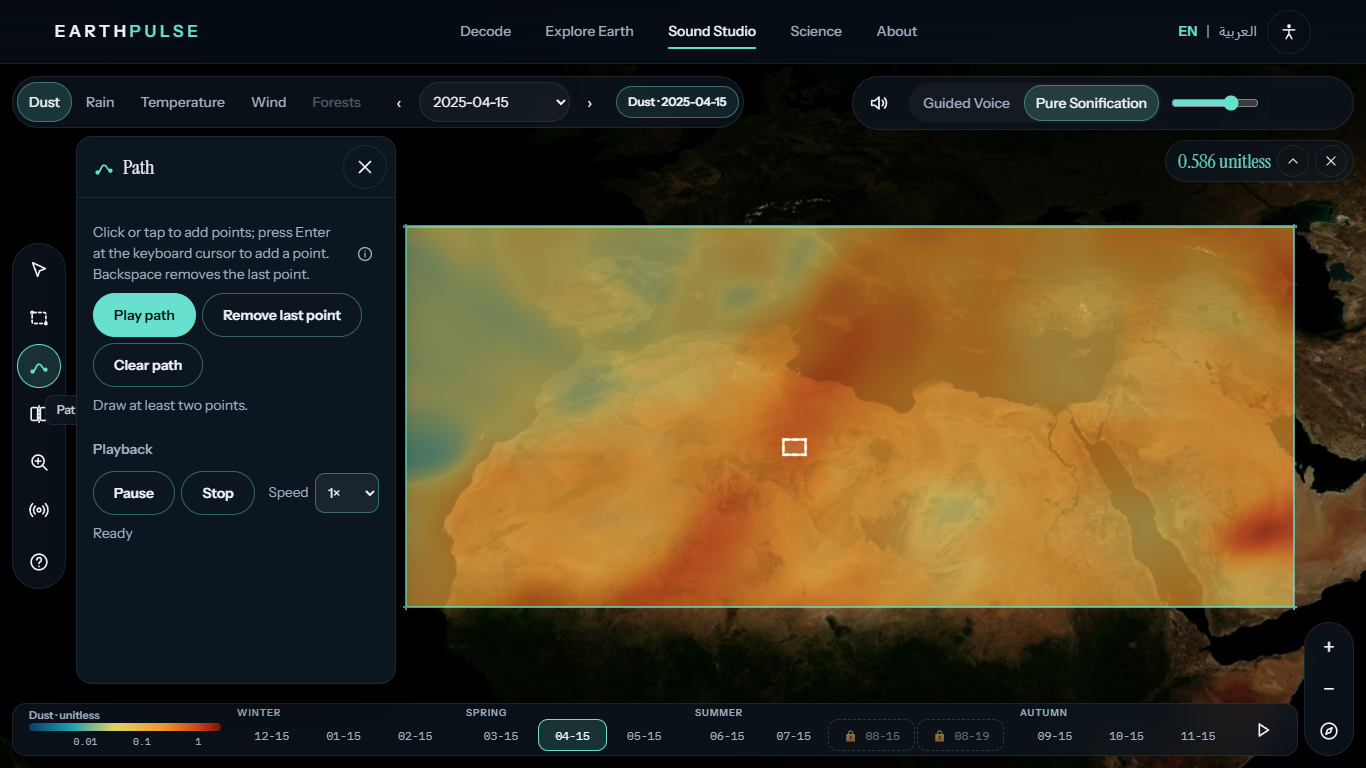 EARTHPULSE
Decode
Explore Earth
Sound Studio
Science
About
EN | العربية
Dust
Rain
Temperature
Wind
Forests
‹
2025-04-15
›
Dust·2025-04-15
Guided Voice
Pure Sonification
Path
0.586 unitless
Click or tap to add points; press Enter
at the keyboard cursor to add a point.
Backspace removes the last point.
Play path
Remove last point
Clear path
Pat
Draw at least two points.
Playback
Pause
Stop
Speed
1×
Ready
+
−
Dust·unitless
0.01 0.1 1
WINTER
12-15 01-15 02-15
SPRING
03-15 04-15 05-15
SUMMER
06-15 07-15 08-15 08-19
AUTUMN
09-15 10-15 11-15